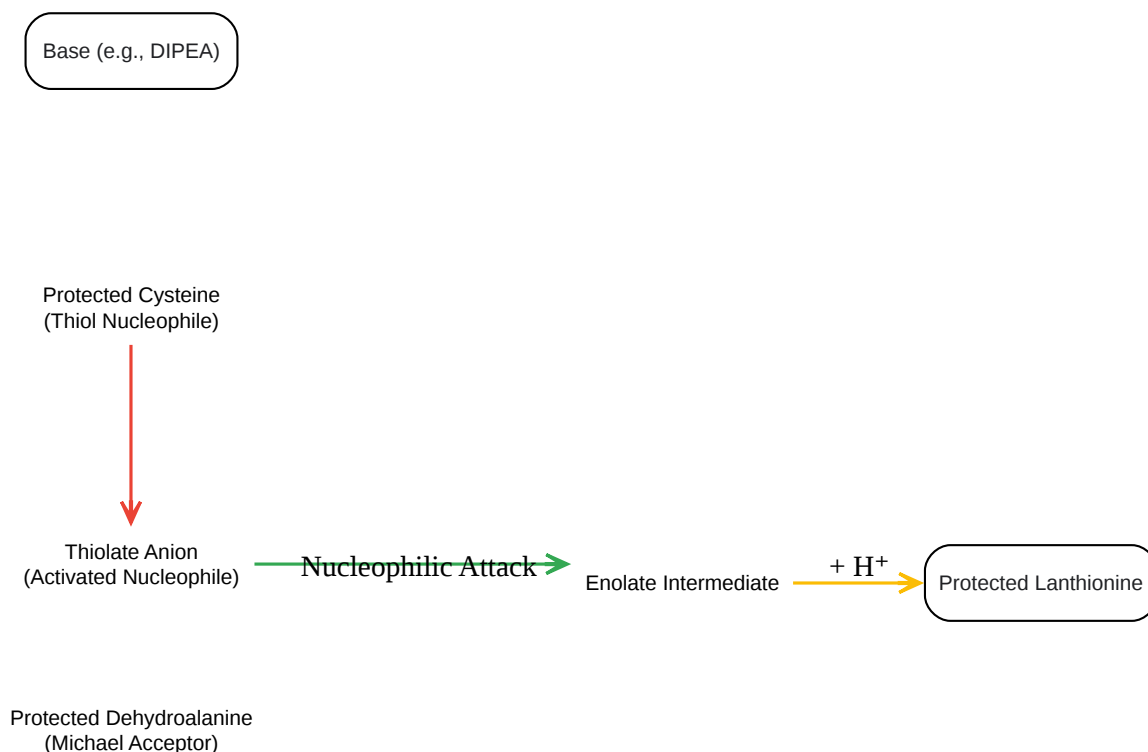 Base (e.g., DIPEA)
Protected Cysteine
(Thiol Nucleophile)
Thiolate Anion
(Activated Nucleophile)
Nucleophilic Attack
Enolate Intermediate
+ H⁺
Protected Lanthionine
Protected Dehydroalanine
(Michael Acceptor)